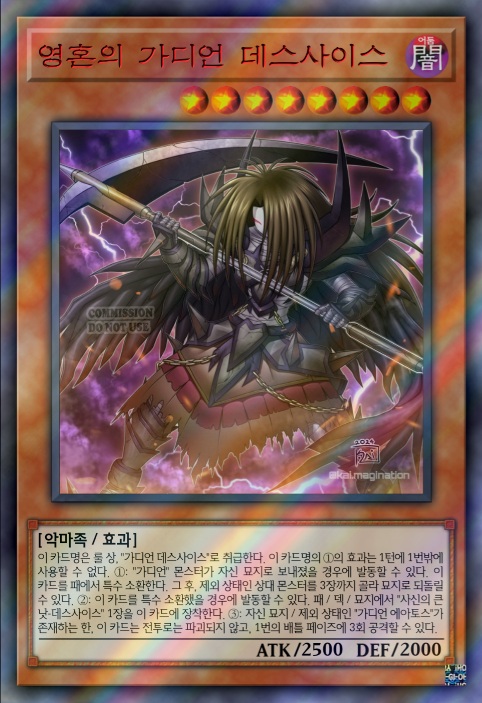 영혼의 가디언 데스사이스
어둠
闇
COMMISSION
DO NOT USE
2024
@kai.magination
[악마족 / 효과]
이 카드명은 룰 상, "가디언 데스사이스"로 취급한다. 이 카드명의 ①의 효과는 1턴에 1번밖에
사용할 수 없다. ①: "가디언" 몬스터가 자신 묘지로 보내졌을 경우에 발동할 수 있다. 이
카드를 패에서 특수 소환한다. 그 후, 제외 상태인 상대 몬스터를 3장까지 골라 묘지로 되돌릴
수 있다. ②: 이 카드를 특수 소환했을 경우에 발동할 수 있다. 패 / 덱 / 묘지에서 "사신의 큰
낫-데스사이스" 1장을 이 카드에 장착한다. ③: 자신 묘지 / 제외 상태인 "가디언 에아토스"가
존재하는 한, 이 카드는 전투로는 파괴되지 않고, 1번의 배틀 페이즈에 3회 공격할 수 있다.
ATK/2500 DEF/2000